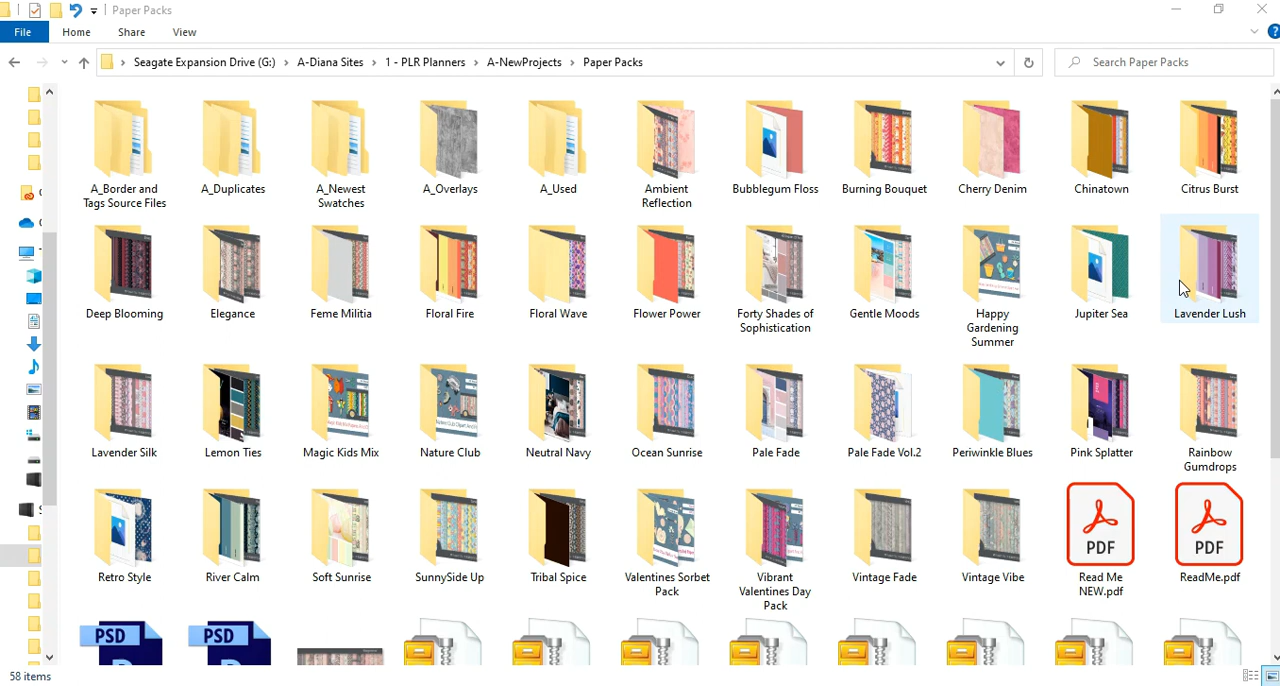 Paper Packs
File Home Share View
Seagate Expansion Drive (G:) › A-Diana Sites › 1 - PLR Planners › A-NewProjects › Paper Packs
Search Paper Packs
A_Border and Tags Source Files
A_Duplicates
A_Newest Swatches
A_Overlays
A_Used
Ambient Reflection
Bubblegum Floss
Burning Bouquet
Cherry Denim
Chinatown
Citrus Burst
Deep Blooming
Elegance
Feme Militia
Floral Fire
Floral Wave
Flower Power
Forty Shades of Sophistication
Gentle Moods
Happy Gardening Summer
Jupiter Sea
Lavender Lush
Lavender Silk
Lemon Ties
Magic Kids Mix
Nature Club
Neutral Navy
Ocean Sunrise
Pale Fade
Pale Fade Vol.2
Periwinkle Blues
Pink Splatter
Rainbow Gumdrops
Retro Style
River Calm
Soft Sunrise
SunnySide Up
Tribal Spice
Valentines Sorbet Pack
Vibrant Valentines Day Pack
Vintage Fade
Vintage Vibe
PDF
Read Me NEW.pdf
PDF
ReadMe.pdf
PSD
PSD
58 items